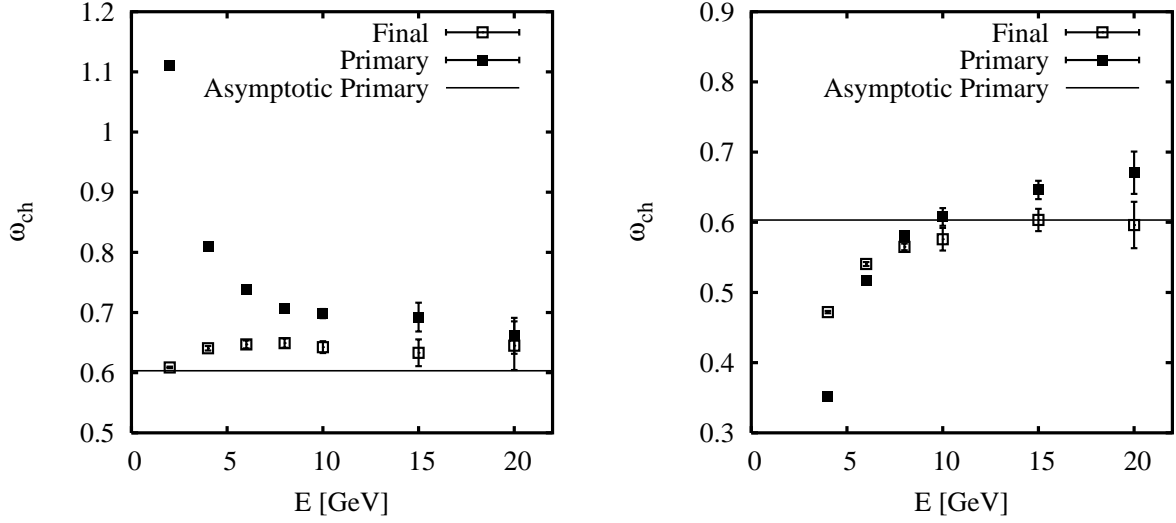 1.2
1.1
1
0.9
0.8
0.7
0.6
0.5
0 5 10 15 20
E [GeV]
ω_ch
Final
Primary
Asymptotic Primary
0.9
0.8
0.7
0.6
0.5
0.4
0.3
0 5 10 15 20
E [GeV]
ω_ch
Final
Primary
Asymptotic Primary